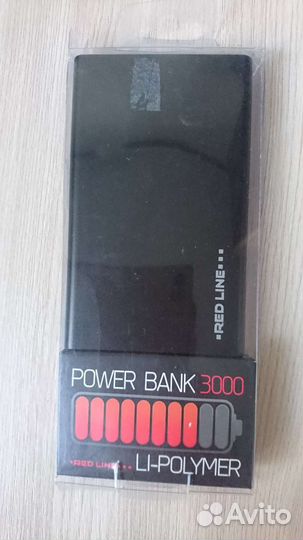 RED LINE
POWER BANK 3000
RED LINE
LI-POLYMER
Avito